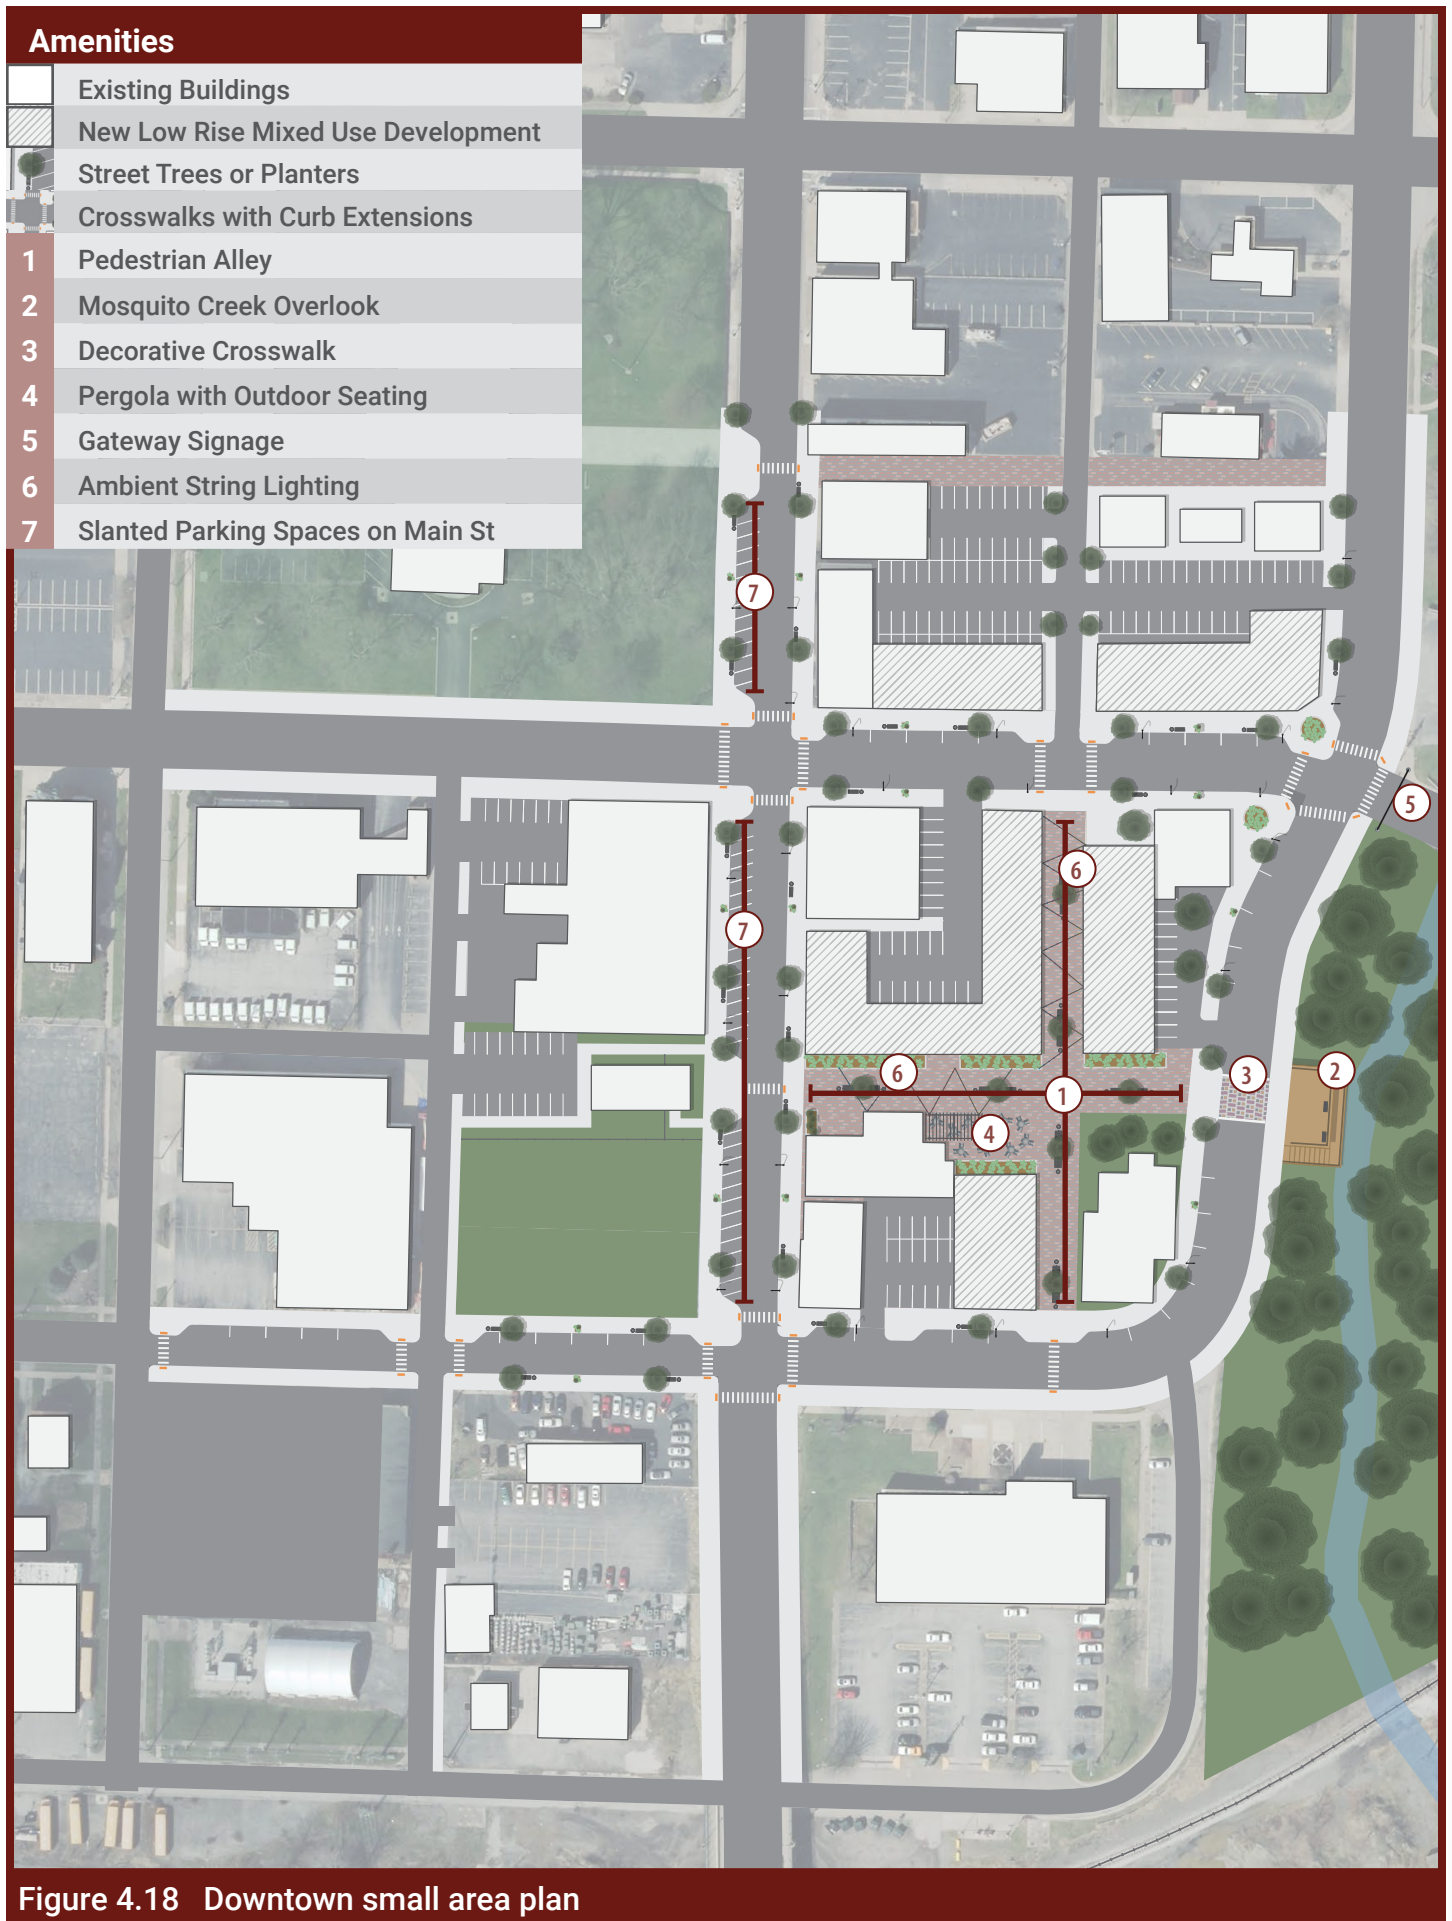 Amenities
Existing Buildings
New Low Rise Mixed Use Development
Street Trees or Planters
Crosswalks with Curb Extensions
1 Pedestrian Alley
2 Mosquito Creek Overlook
3 Decorative Crosswalk
4 Pergola with Outdoor Seating
5 Gateway Signage
6 Ambient String Lighting
7 Slanted Parking Spaces on Main St
7
5
6
7
6
3
2
1
4
Figure 4.18 Downtown small area plan